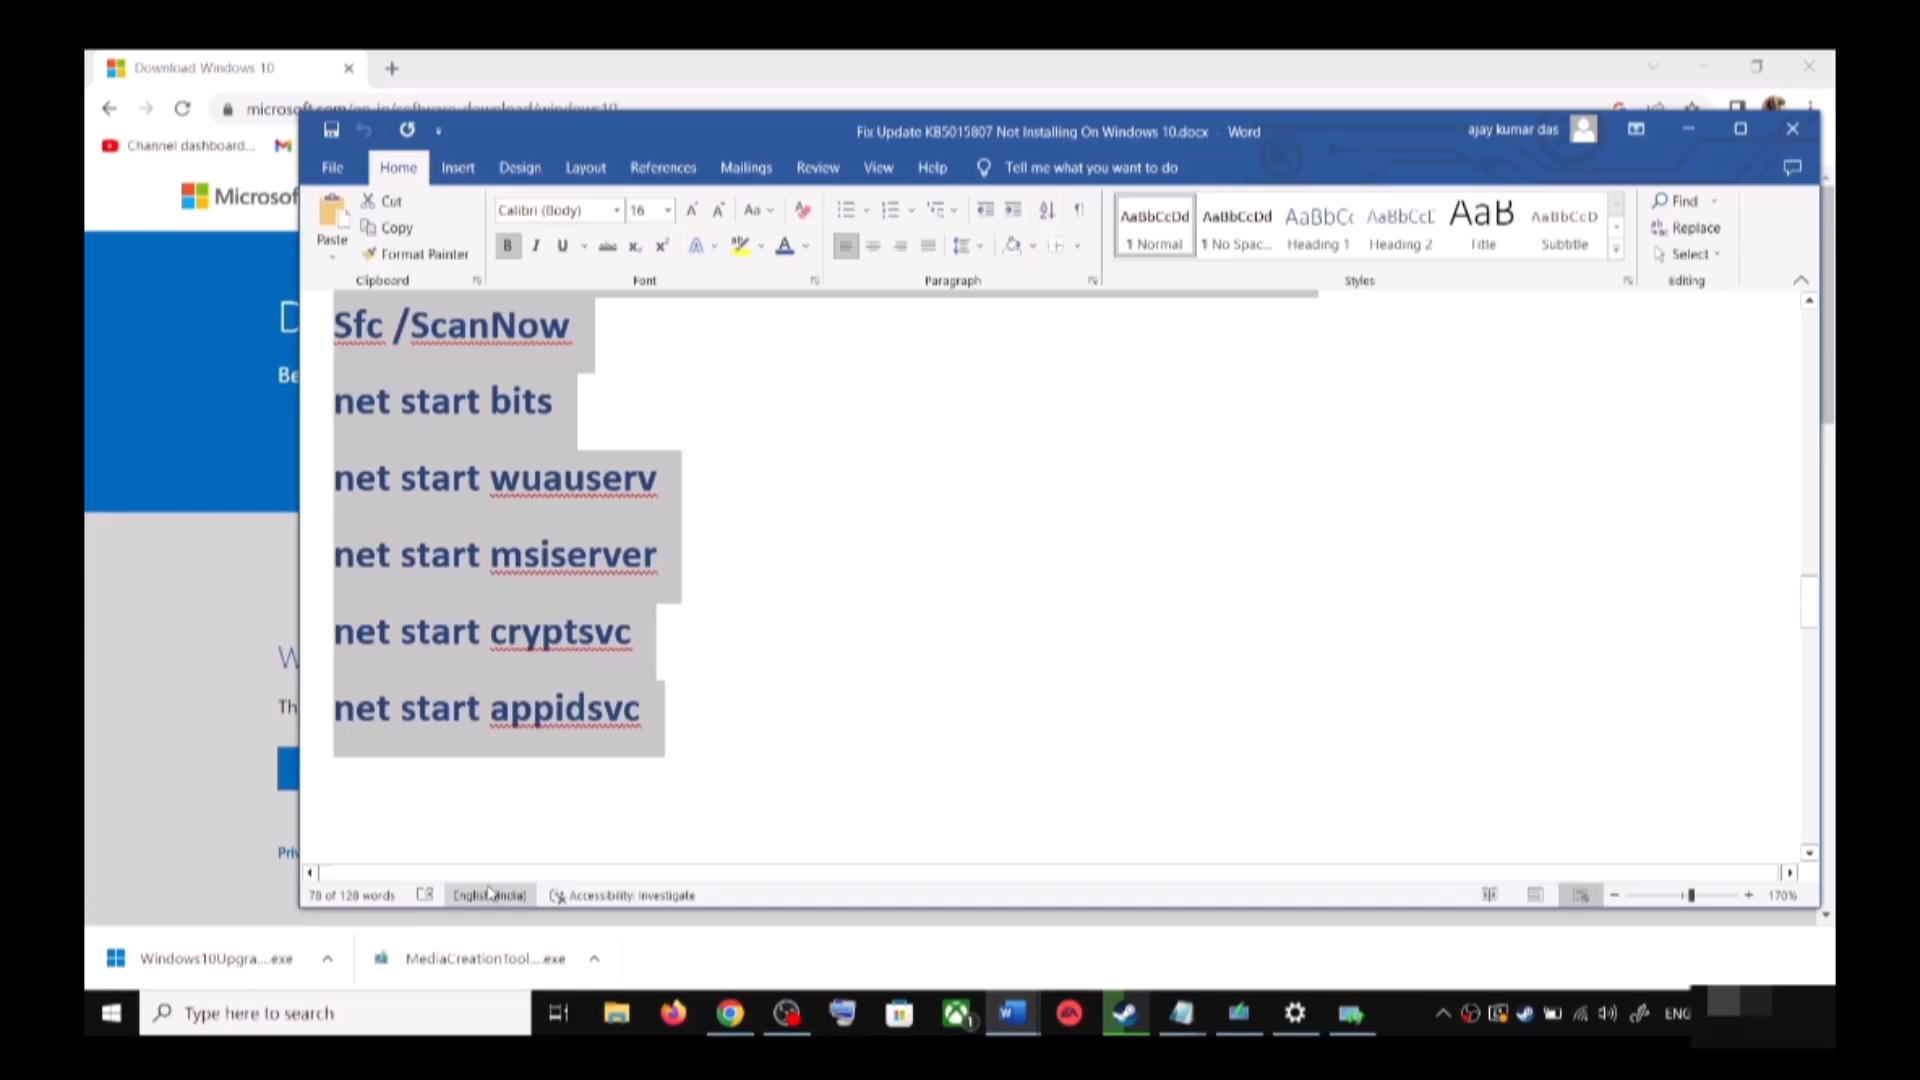 Download Windows 10
Channel dashboard...
Microsof
Fix Update KB5015807 Not Installing On Windows 10.docx - Word
ajay kumar das
File Home Insert Design Layout References Mailings Review View Help Tell me what you want to do
Paste
Cut
Copy
Format Painter
Clipboard
Calibri (Body) 16
Font
Paragraph
AaBbCcDd AaBbCcDd AaBbC AaBbCcD AaB AaBbCcD
1 Normal 1 No Spac... Heading 1 Heading 2 Title Subtitle
Styles
Find
Replace
Select
Editing
D
Be
W
Th
Priv
Sfc /ScanNow
net start bits
net start wuauserv
net start msiserver
net start cryptsvc
net start appidsvc
78 of 128 words
Accessibility: Investigate
170%
Windows10Upgra....exe
MediaCreationTool....exe
Type here to search
ENG